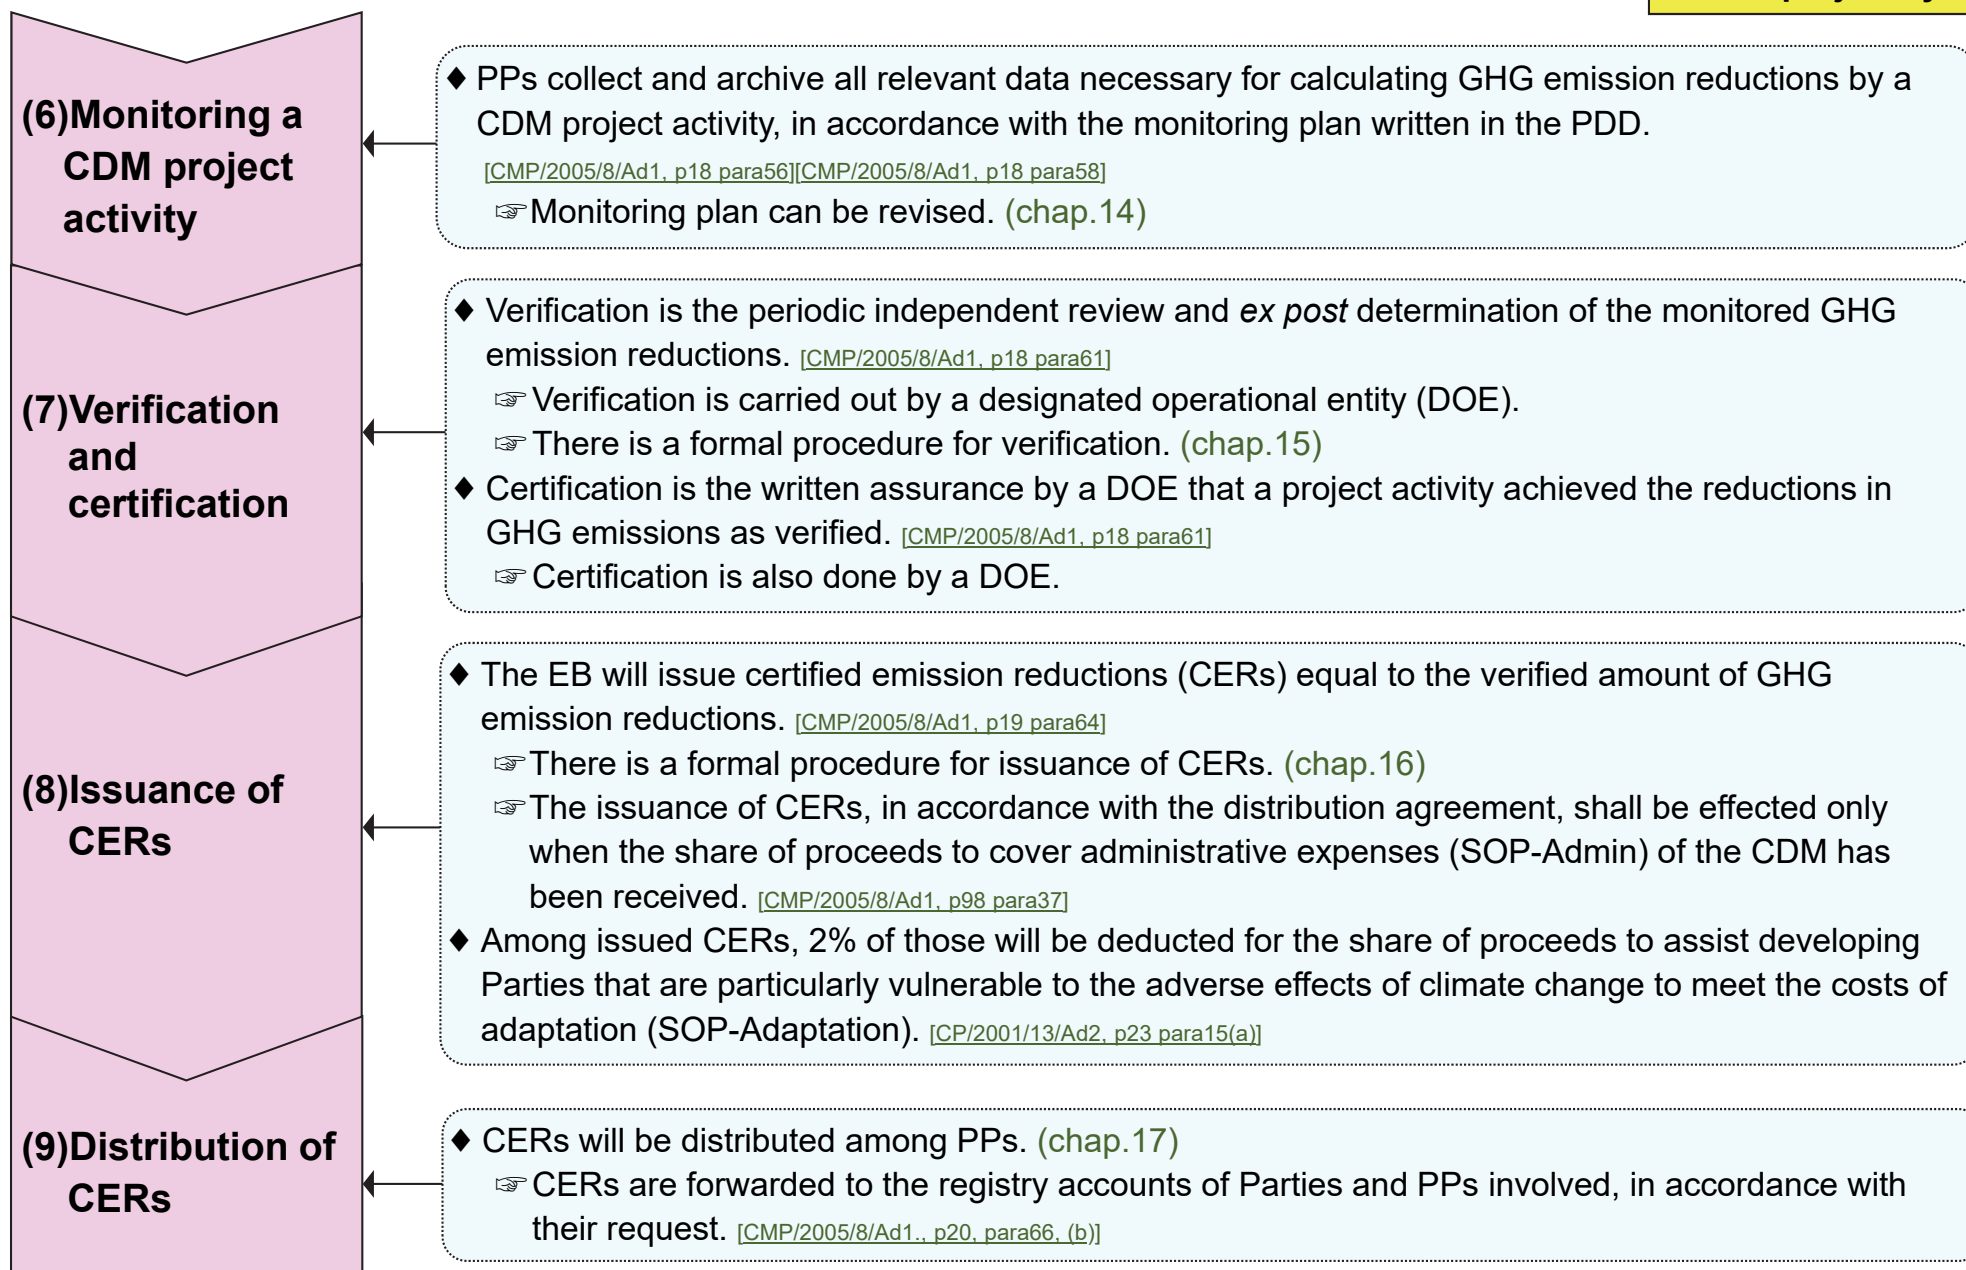 (6)Monitoring a
CDM project
activity
♦ PPs collect and archive all relevant data necessary for calculating GHG emission reductions by a
CDM project activity, in accordance with the monitoring plan written in the PDD.
[CMP/2005/8/Ad1, p18 para56][CMP/2005/8/Ad1, p18 para58]
☞Monitoring plan can be revised. (chap.14)
(7)Verification
and
certification
♦ Verification is the periodic independent review and ex post determination of the monitored GHG
emission reductions. [CMP/2005/8/Ad1, p18 para61]
☞Verification is carried out by a designated operational entity (DOE).
☞There is a formal procedure for verification. (chap.15)
♦ Certification is the written assurance by a DOE that a project activity achieved the reductions in
GHG emissions as verified. [CMP/2005/8/Ad1, p18 para61]
☞Certification is also done by a DOE.
(8)Issuance of
CERs
♦ The EB will issue certified emission reductions (CERs) equal to the verified amount of GHG
emission reductions. [CMP/2005/8/Ad1, p19 para64]
☞There is a formal procedure for issuance of CERs. (chap.16)
☞The issuance of CERs, in accordance with the distribution agreement, shall be effected only
when the share of proceeds to cover administrative expenses (SOP-Admin) of the CDM has
been received. [CMP/2005/8/Ad1, p98 para37]
♦ Among issued CERs, 2% of those will be deducted for the share of proceeds to assist developing
Parties that are particularly vulnerable to the adverse effects of climate change to meet the costs of
adaptation (SOP-Adaptation). [CP/2001/13/Ad2, p23 para15(a)]
(9)Distribution of
CERs
♦ CERs will be distributed among PPs. (chap.17)
☞CERs are forwarded to the registry accounts of Parties and PPs involved, in accordance with
their request. [CMP/2005/8/Ad1., p20, para66, (b)]